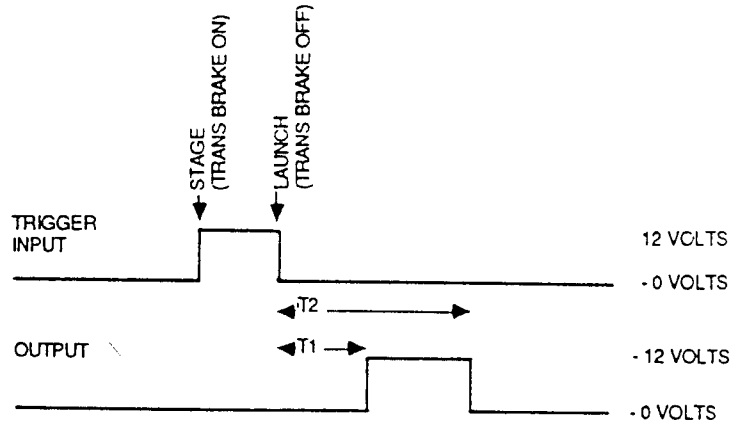 STAGE
(TRANS BRAKE ON)
LAUNCH
(TRANS BRAKE OFF)
TRIGGER
INPUT
12 VOLTS
- 0 VOLTS
T2
OUTPUT
T1
- 12 VOLTS
- 0 VOLTS